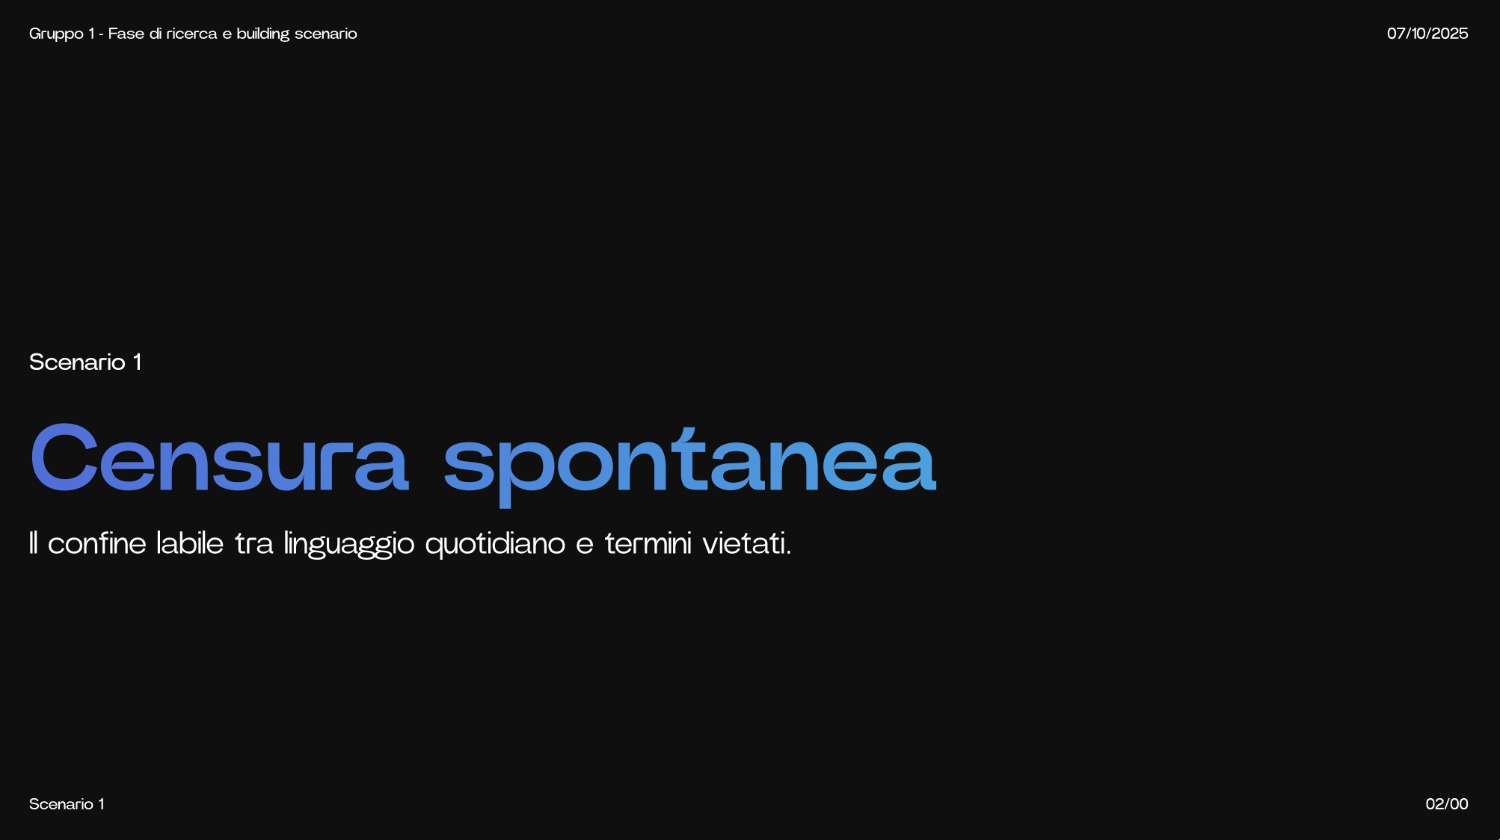 Gruppo 1 - Fase di ricerca e building scenario
07/10/2025
Scenario 1
Censura spontanea
Il confine labile tra linguaggio quotidiano e termini vietati.
Scenario 1
02/00